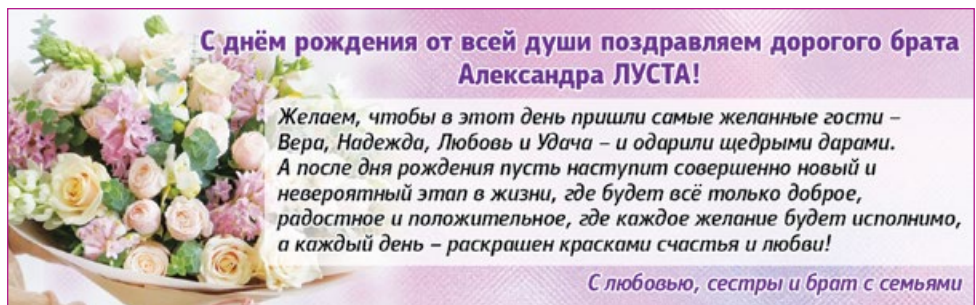 С днём рождения от всей души поздравляем дорогого брата
Александра ЛУСТА!
Желаем, чтобы в этот день пришли самые желанные гости –
Вера, Надежда, Любовь и Удача – и одарили щедрыми дарами.
А после дня рождения пусть наступит совершенно новый и
невероятный этап в жизни, где будет всё только доброе,
радостное и положительное, где каждое желание будет исполнимо,
а каждый день – раскрашен красками счастья и любви!
С любовью, сестры и брат с семьями